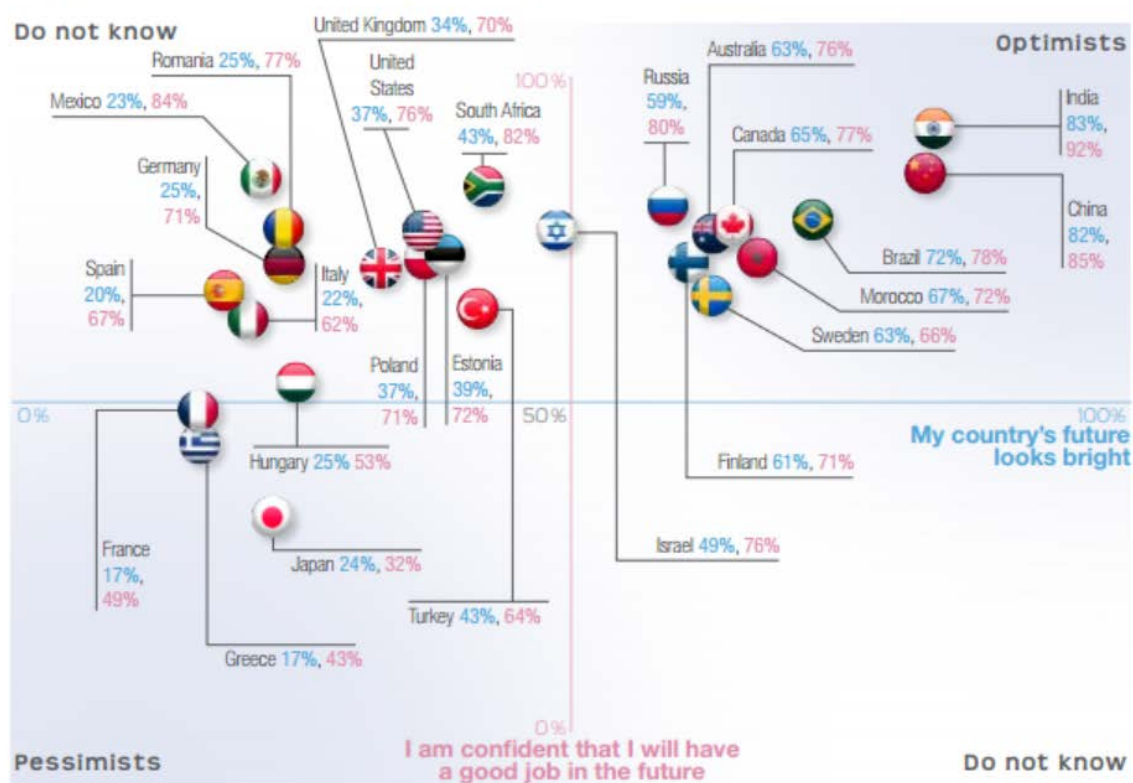 Do not know
United Kingdom 34%, 70%
Romania 25%, 77%
Mexico 23%, 84%
Germany
25%,
71%
Spain
20%,
67%
Italy
22%,
62%
United
States
37%, 76%
South Africa
43%, 82%
100%
Optimists
Australia 63%, 76%
Russia
59%,
80%
Canada 65%, 77%
India
83%,
92%
China
82%,
85%
Brazil 72%, 78%
Morocco 67%, 72%
Sweden 63%, 66%
Poland
37%,
71%
Estonia
39%,
72%
0%
50%
100%
My country's future
looks bright
Hungary 25% 53%
Finland 61%, 71%
France
17%,
49%
Japan 24%, 32%
Israel 49%, 76%
Turkey 43%, 64%
Greece 17%, 43%
0%
I am confident that I will have
a good job in the future
Pessimists
Do not know